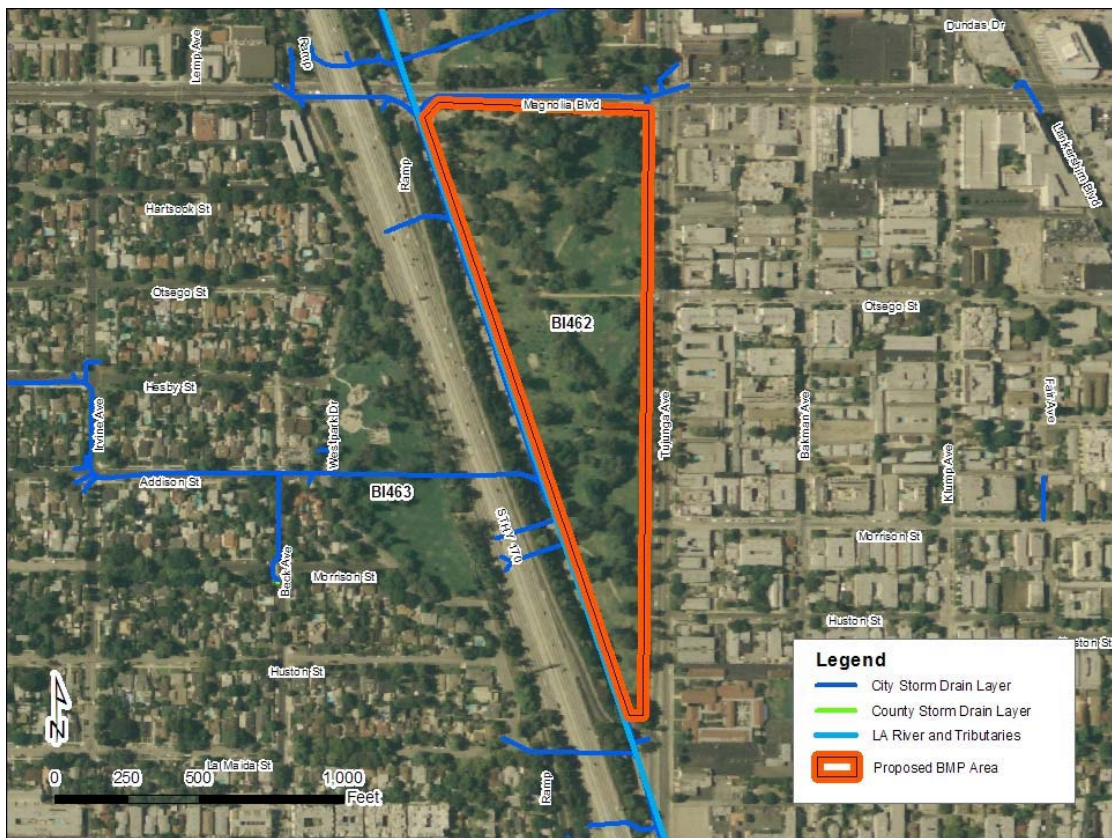 Dundas Dr
Lemp Ave
Ramp
Magnolia Blvd
Lankershim Blvd
Ramp
Hartsook St
Otsego St
Otsego St
BI462
Hesby St
Irvine Ave
Westpark Dr
Tujunga Ave
Bakman Ave
Klump Ave
Fair Ave
Addison St
BI463
STHY 170
Morrison St
Beck Ave
Morrison St
Huston St
Huston St
Huston St
La Maida St
Ramp
N
0 250 500 1,000
Feet
Legend
City Storm Drain Layer
County Storm Drain Layer
LA River and Tributaries
Proposed BMP Area